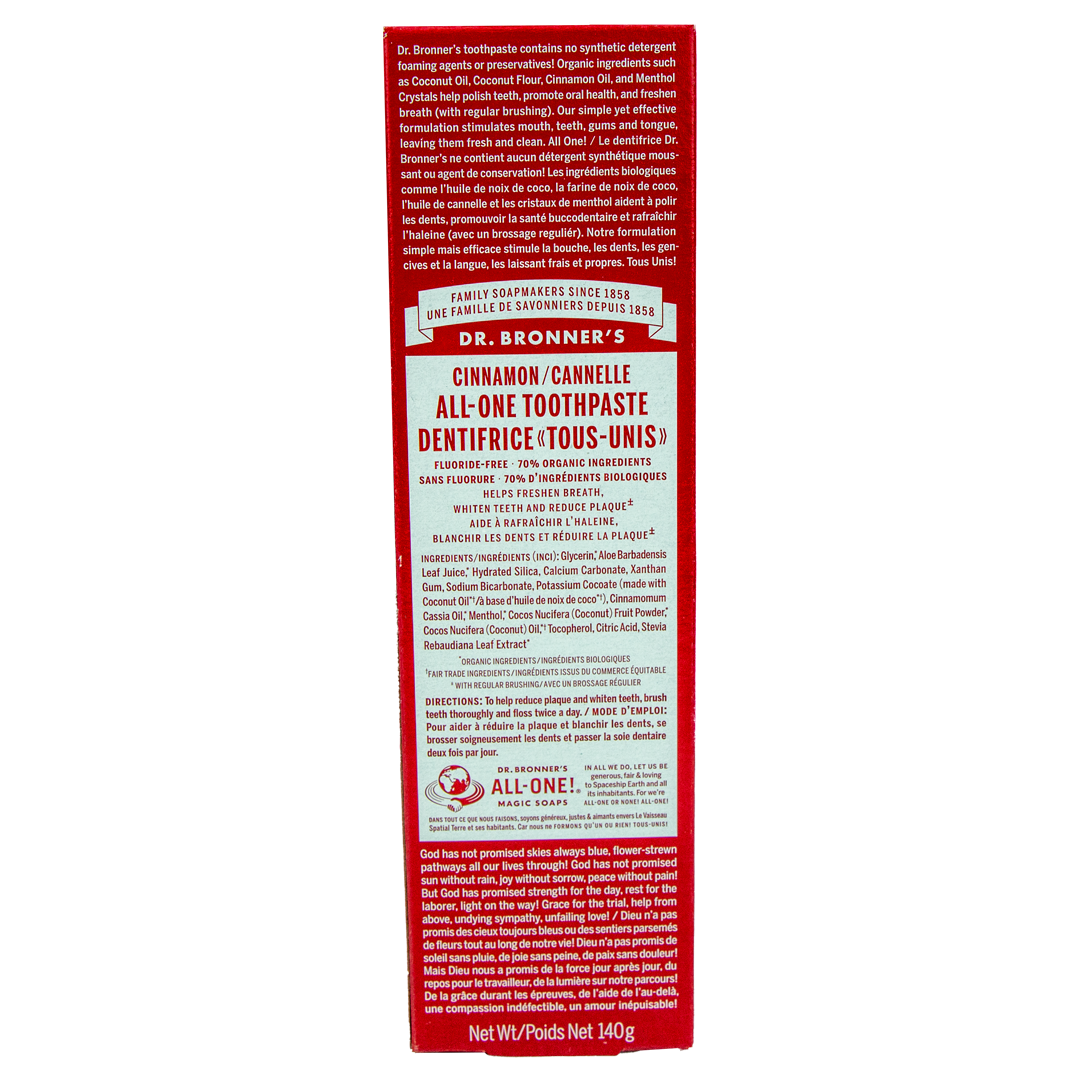 Dr. Bronner's toothpaste contains no synthetic detergent
foaming agents or preservatives! Organic ingredients such
as Coconut Oil, Coconut Flour, Cinnamon Oil, and Menthol
Crystals help polish teeth, promote oral health, and freshen
breath (with regular brushing). Our simple yet effective
formulation stimulates mouth, teeth, gums and tongue,
leaving them fresh and clean. All One! / Le dentifrice Dr.
Bronner's ne contient aucun détergent synthétique mous-
sant ou agent de conservation! Les ingrédients biologiques
comme l'huile de noix de coco, la farine de noix de coco,
l'huile de cannelle et les cristaux de menthol aident à polir
les dents, promouvoir la santé buccodentaire et rafraîchir
l'haleine (avec un brossage reguliér). Notre formulation
simple mais efficace stimule la bouche, les dents, les gen-
cives et la langue, les laissant frais et propres. Tous Unis!
FAMILY SOAPMAKERS SINCE 1858
UNE FAMILLE DE SAVONNIERS DEPUIS 1858
DR. BRONNER'S
CINNAMON/CANNELLE
ALL-ONE TOOTHPASTE
DENTIFRICE «TOUS-UNIS»
FLUORIDE-FREE · 70% ORGANIC INGREDIENTS
SANS FLUORURE · 70% D'INGRÉDIENTS BIOLOGIQUES
HELPS FRESHEN BREATH,
WHITEN TEETH AND REDUCE PLAQUE±
AIDE À RAFRAÎCHIR L'HALEINE,
BLANCHIR LES DENTS ET RÉDUIRE LA PLAQUE±
INGREDIENTS/INGRÉDIENTS (INCI): Glycerin,* Aloe Barbadensis
Leaf Juice,* Hydrated Silica, Calcium Carbonate, Xanthan
Gum, Sodium Bicarbonate, Potassium Cocoate (made with
Coconut Oil*†/à base d'huile de noix de coco*†), Cinnamomum
Cassia Oil,* Menthol,* Cocos Nucifera (Coconut) Fruit Powder,*
Cocos Nucifera (Coconut) Oil,*† Tocopherol, Citric Acid, Stevia
Rebaudiana Leaf Extract*
*ORGANIC INGREDIENTS/INGRÉDIENTS BIOLOGIQUES
†FAIR TRADE INGREDIENTS/INGRÉDIENTS ISSUS DU COMMERCE ÉQUITABLE
± WITH REGULAR BRUSHING/AVEC UN BROSSAGE RÉGULIER
DIRECTIONS: To help reduce plaque and whiten teeth, brush
teeth thoroughly and floss twice a day. / MODE D'EMPLOI:
Pour aider à réduire la plaque et blanchir les dents, se
brosser soigneusement les dents et passer la soie dentaire
deux fois par jour.
DR. BRONNER'S
ALL-ONE!®
MAGIC SOAPS
IN ALL WE DO, LET US BE
generous, fair & loving
to Spaceship Earth and all
its inhabitants. For we're
ALL-ONE OR NONE! ALL-ONE!
DANS TOUT CE QUE NOUS FAISONS, soyons généreux, justes & aimants envers Le Vaisseau
Spatial Terre et ses habitants. Car nous ne FORMONS QU'UN OU RIEN! TOUS-UNIS!
God has not promised skies always blue, flower-strewn
pathways all our lives through! God has not promised
sun without rain, joy without sorrow, peace without pain!
But God has promised strength for the day, rest for the
laborer, light on the way! Grace for the trial, help from
above, undying sympathy, unfailing love! / Dieu n'a pas
promis des cieux toujours bleus ou des sentiers parsemés
de fleurs tout au long de notre vie! Dieu n'a pas promis de
soleil sans pluie, de joie sans peine, de paix sans douleur!
Mais Dieu nous a promis de la force jour après jour, du
repos pour le travailleur, de la lumière sur notre parcours!
De la grâce durant les épreuves, de l'aide de l'au-delà,
une compassion indéfectible, un amour inépuisable!
Net Wt/Poids Net 140g